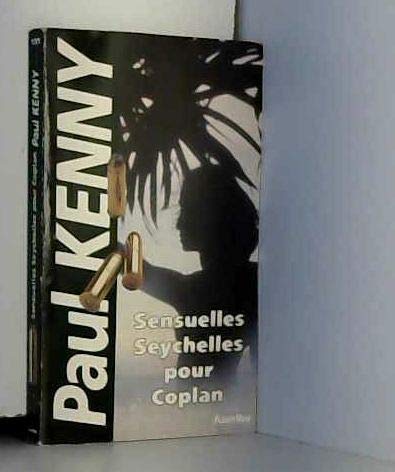 Paul KENNY
Sensuelles
Seychelles
pour
Coplan
Sensuelles Seychelles pour Coplan Paul KENNY